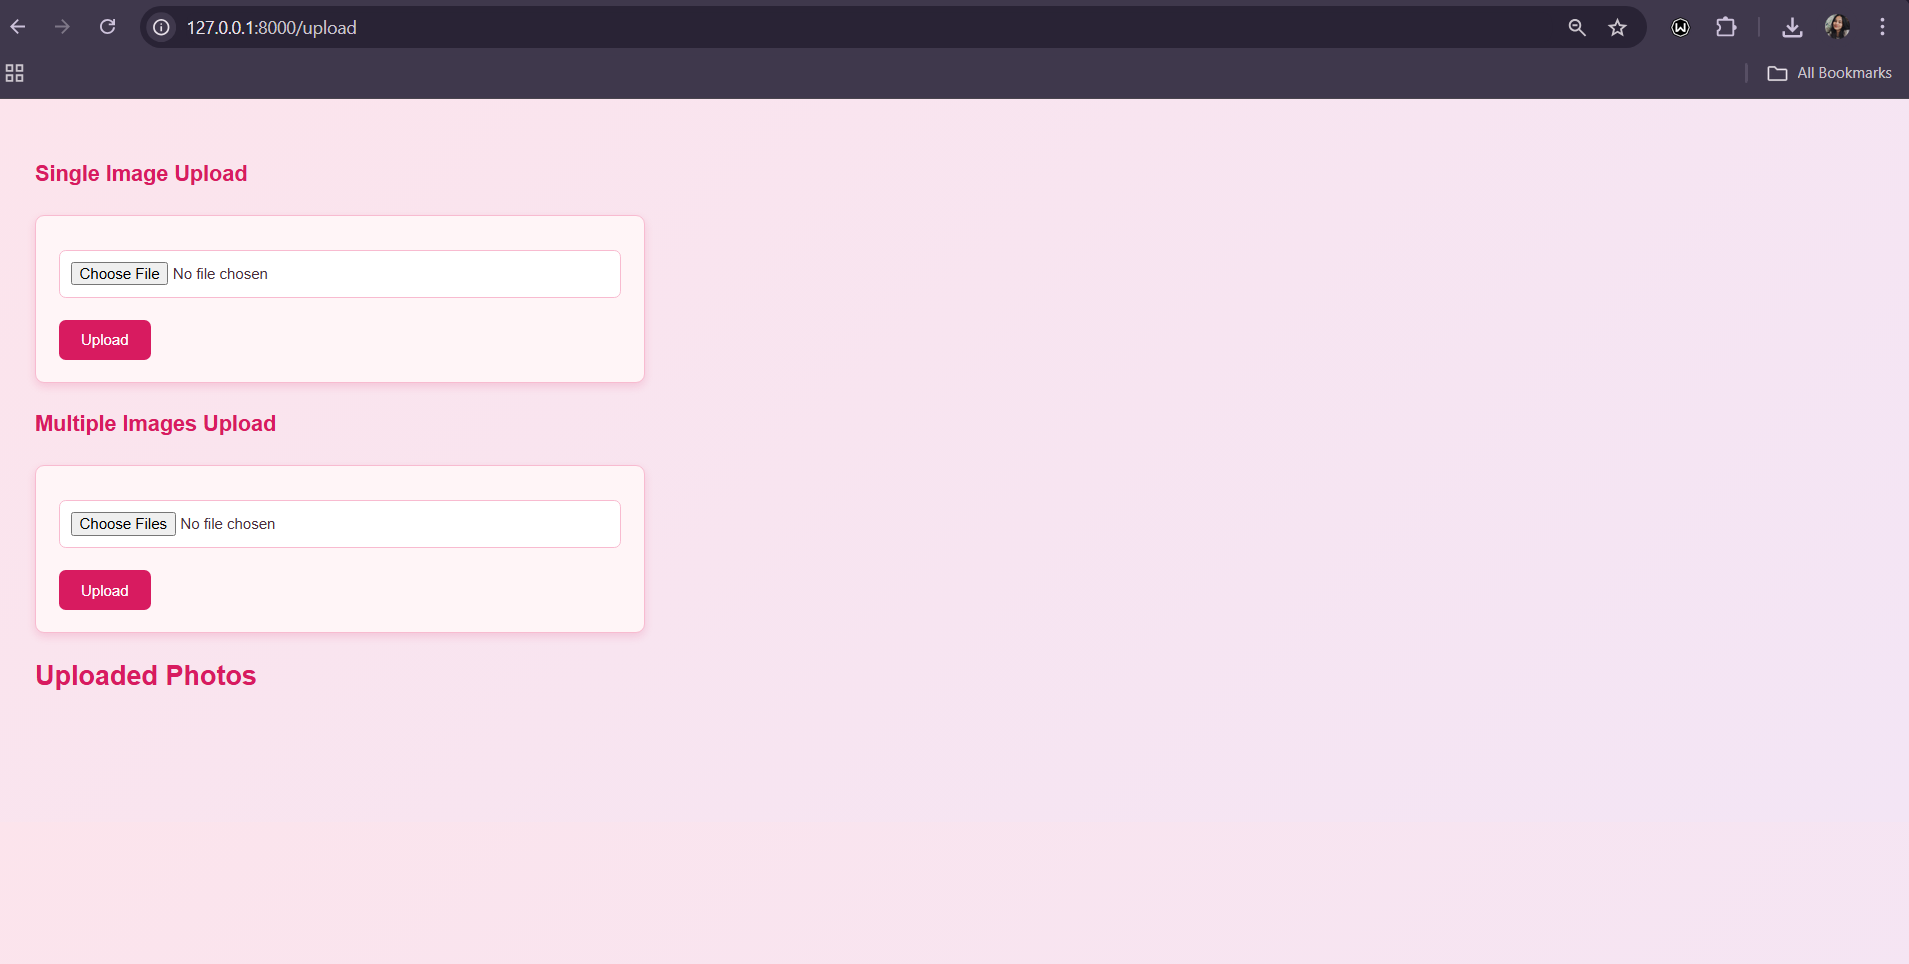 127.0.0.1:8000/upload
All Bookmarks
Single Image Upload
Choose File No file chosen
Upload
Multiple Images Upload
Choose Files No file chosen
Upload
Uploaded Photos